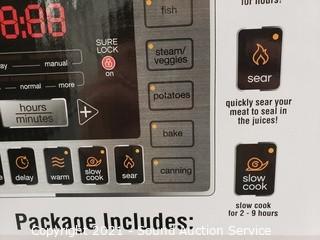 for hours!
8:88
fish
SURE
LOCK
on
steam/
veggies
manual
normal more
potatoes
hours
minutes
+
bake
delay
warm
slow
cook
sear
canning
sear
quickly sear your
meat to seal in
the juices!
slow
cook
slow cook
for 2 - 9 hours
Package Includes:
Copyright 2021 - Sound Auction Service